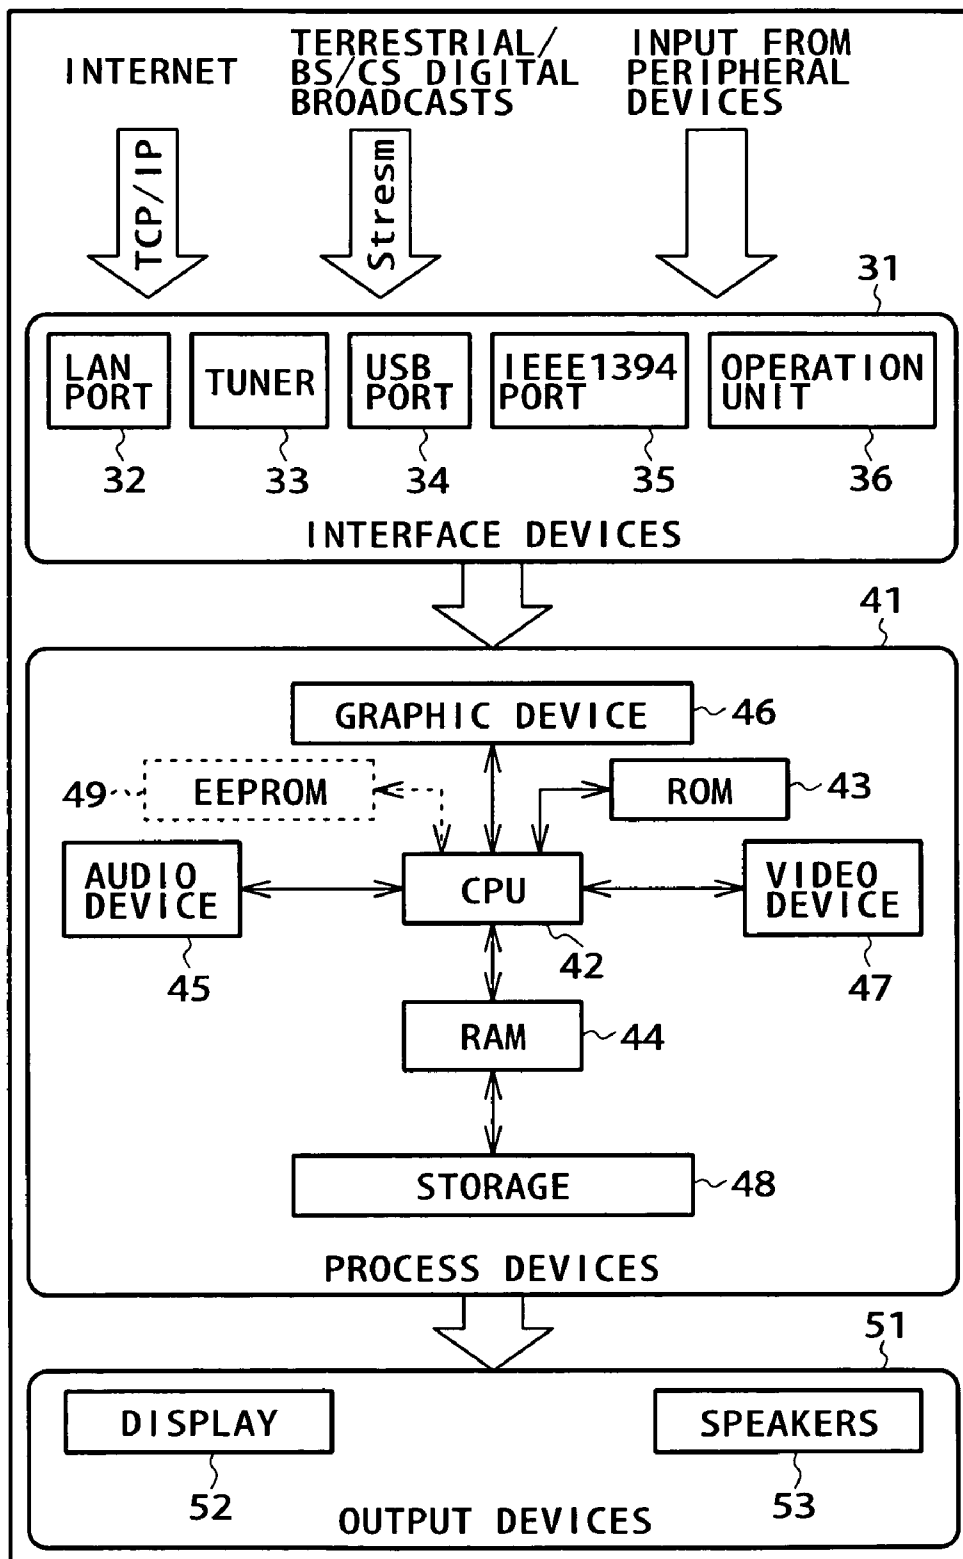 INTERNET
TERRESTRIAL/
BS/CS DIGITAL
BROADCASTS
INPUT FROM
PERIPHERAL
DEVICES
TCP/IP
Stresm
31
LAN
PORT
TUNER
USB
PORT
IEEE1394
PORT
OPERATION
UNIT
32
33
34
35
36
INTERFACE DEVICES
41
GRAPHIC DEVICE
46
49
EEPROM
ROM
43
AUDIO
DEVICE
CPU
VIDEO
DEVICE
45
42
47
RAM
44
STORAGE
48
PROCESS DEVICES
51
DISPLAY
SPEAKERS
52
53
OUTPUT DEVICES